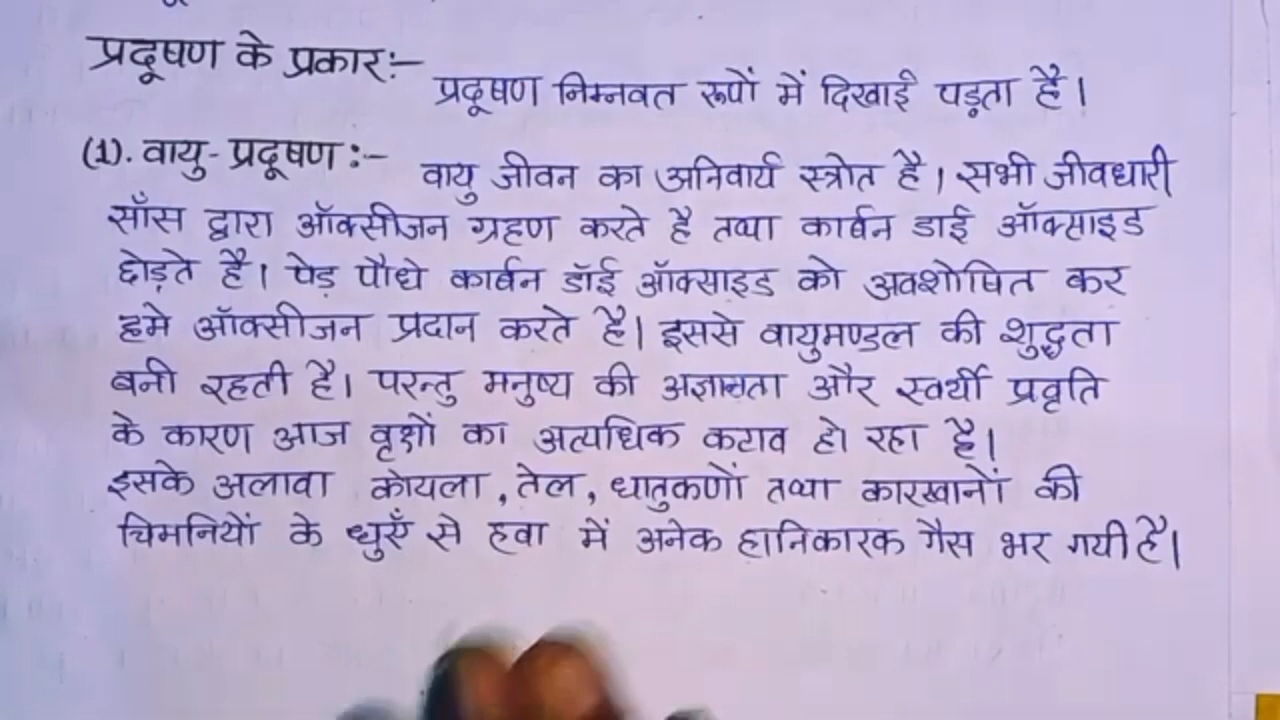 प्रदूषण के प्रकार:-
प्रदूषण निम्नवत रूपों में दिखाई पड़ता है।
(1). वायु-प्रदूषण:-
वायु जीवन का अनिवार्य स्त्रोत है। सभी जीवधारी
साँस द्वारा ऑक्सीजन ग्रहण करते है तथा कार्बन डाई ऑक्साइड
छोड़ते है। पेड़ पौधे कार्बन डॉई ऑक्साइड को अवशोषित कर
हमे ऑक्सीजन प्रदान करते है। इससे वायुमण्डल की शुद्धता
बनी रहती है। परन्तु मनुष्य की अज्ञानता और स्वर्थी प्रवृति
के कारण आज वृक्षों का अत्यधिक कटाव हो रहा है।
इसके अलावा कोयला, तेल, धातुकणों तथा कारखानों की
चिमनियों के धुएँ से हवा में अनेक हानिकारक गैस भर गयी है।